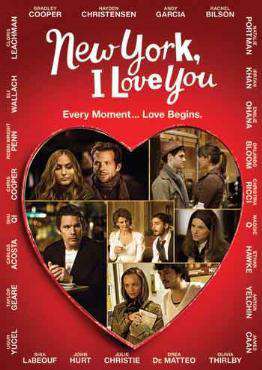 BRADLEY COOPER
HAYDEN CHRISTENSEN
ANDY GARCIA
RACHEL BILSON
NEW YORK,
I LOVE YOU
Every Moment... Love Begins.
CLORIS LEACHMAN
ELI WALLACH
ROBIN WRIGHT PENN
CHRIS COOPER
SHU QI
CARLOS ACOSTA
TAYLOR GEARE
UGUR YUCEL
NATALIE PORTMAN
IRRFAN KHAN
EMILIE OHANA
ORLANDO BLOOM
CHRISTINA RICCI
MAGGIE Q
ETHAN HAWKE
ANTON YELCHIN
JAMES CAAN
SHIA LABEOUF
JOHN HURT
JULIE CHRISTIE
DREA DE MATTEO
OLIVIA THIRLBY